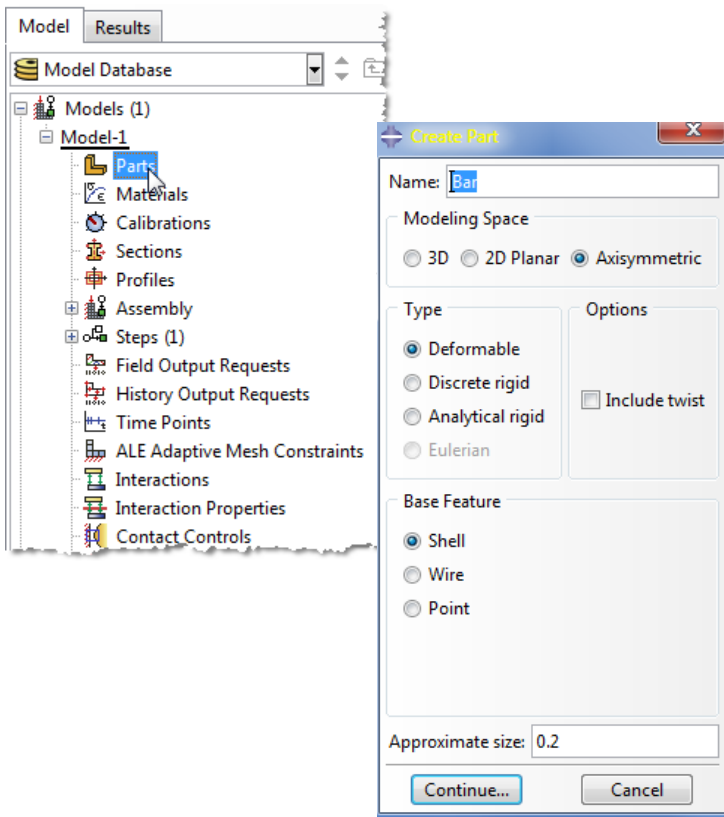 Model Results
Model Database
Models (1)
Model-1
Parts
Materials
Calibrations
Sections
Profiles
Assembly
Steps (1)
Field Output Requests
History Output Requests
Time Points
ALE Adaptive Mesh Constraints
Interactions
Interaction Properties
Contact Controls
Create Part
Name: Bar
Modeling Space
3D 2D Planar Axisymmetric
Type Options
Deformable
Discrete rigid
Include twist
Analytical rigid
Eulerian
Base Feature
Shell
Wire
Point
Approximate size: 0.2
Continue... Cancel